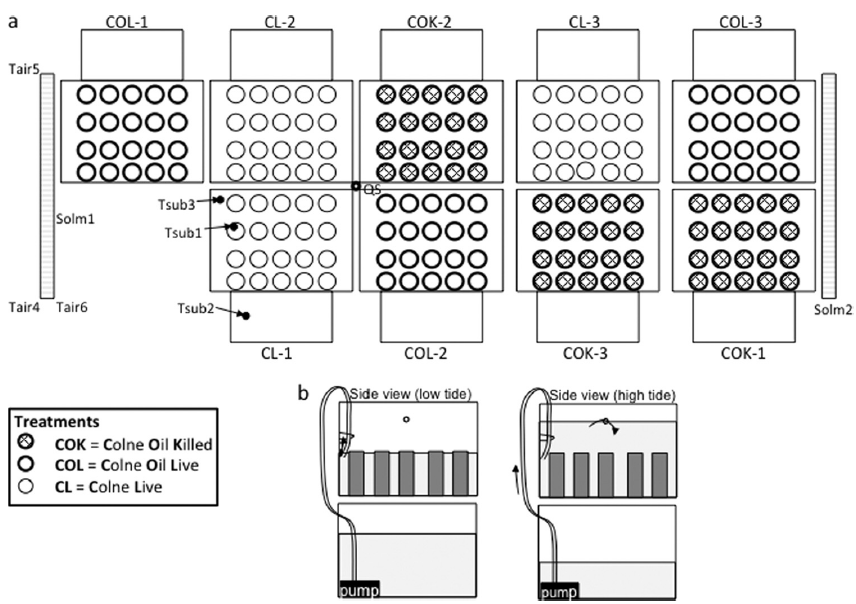 a
COL-1 CL-2 COK-2 CL-3 COL-3
Tair5
Tsub3
QS
Solm1
Tsub1
Tair4 Tair6
Tsub2
Solm2
CL-1 COL-2 COK-3 COK-1
b
Side view (low tide)
Side view (high tide)
Treatments
COK = Colne Oil Killed
COL = Colne Oil Live
CL = Colne Live
pump
pump